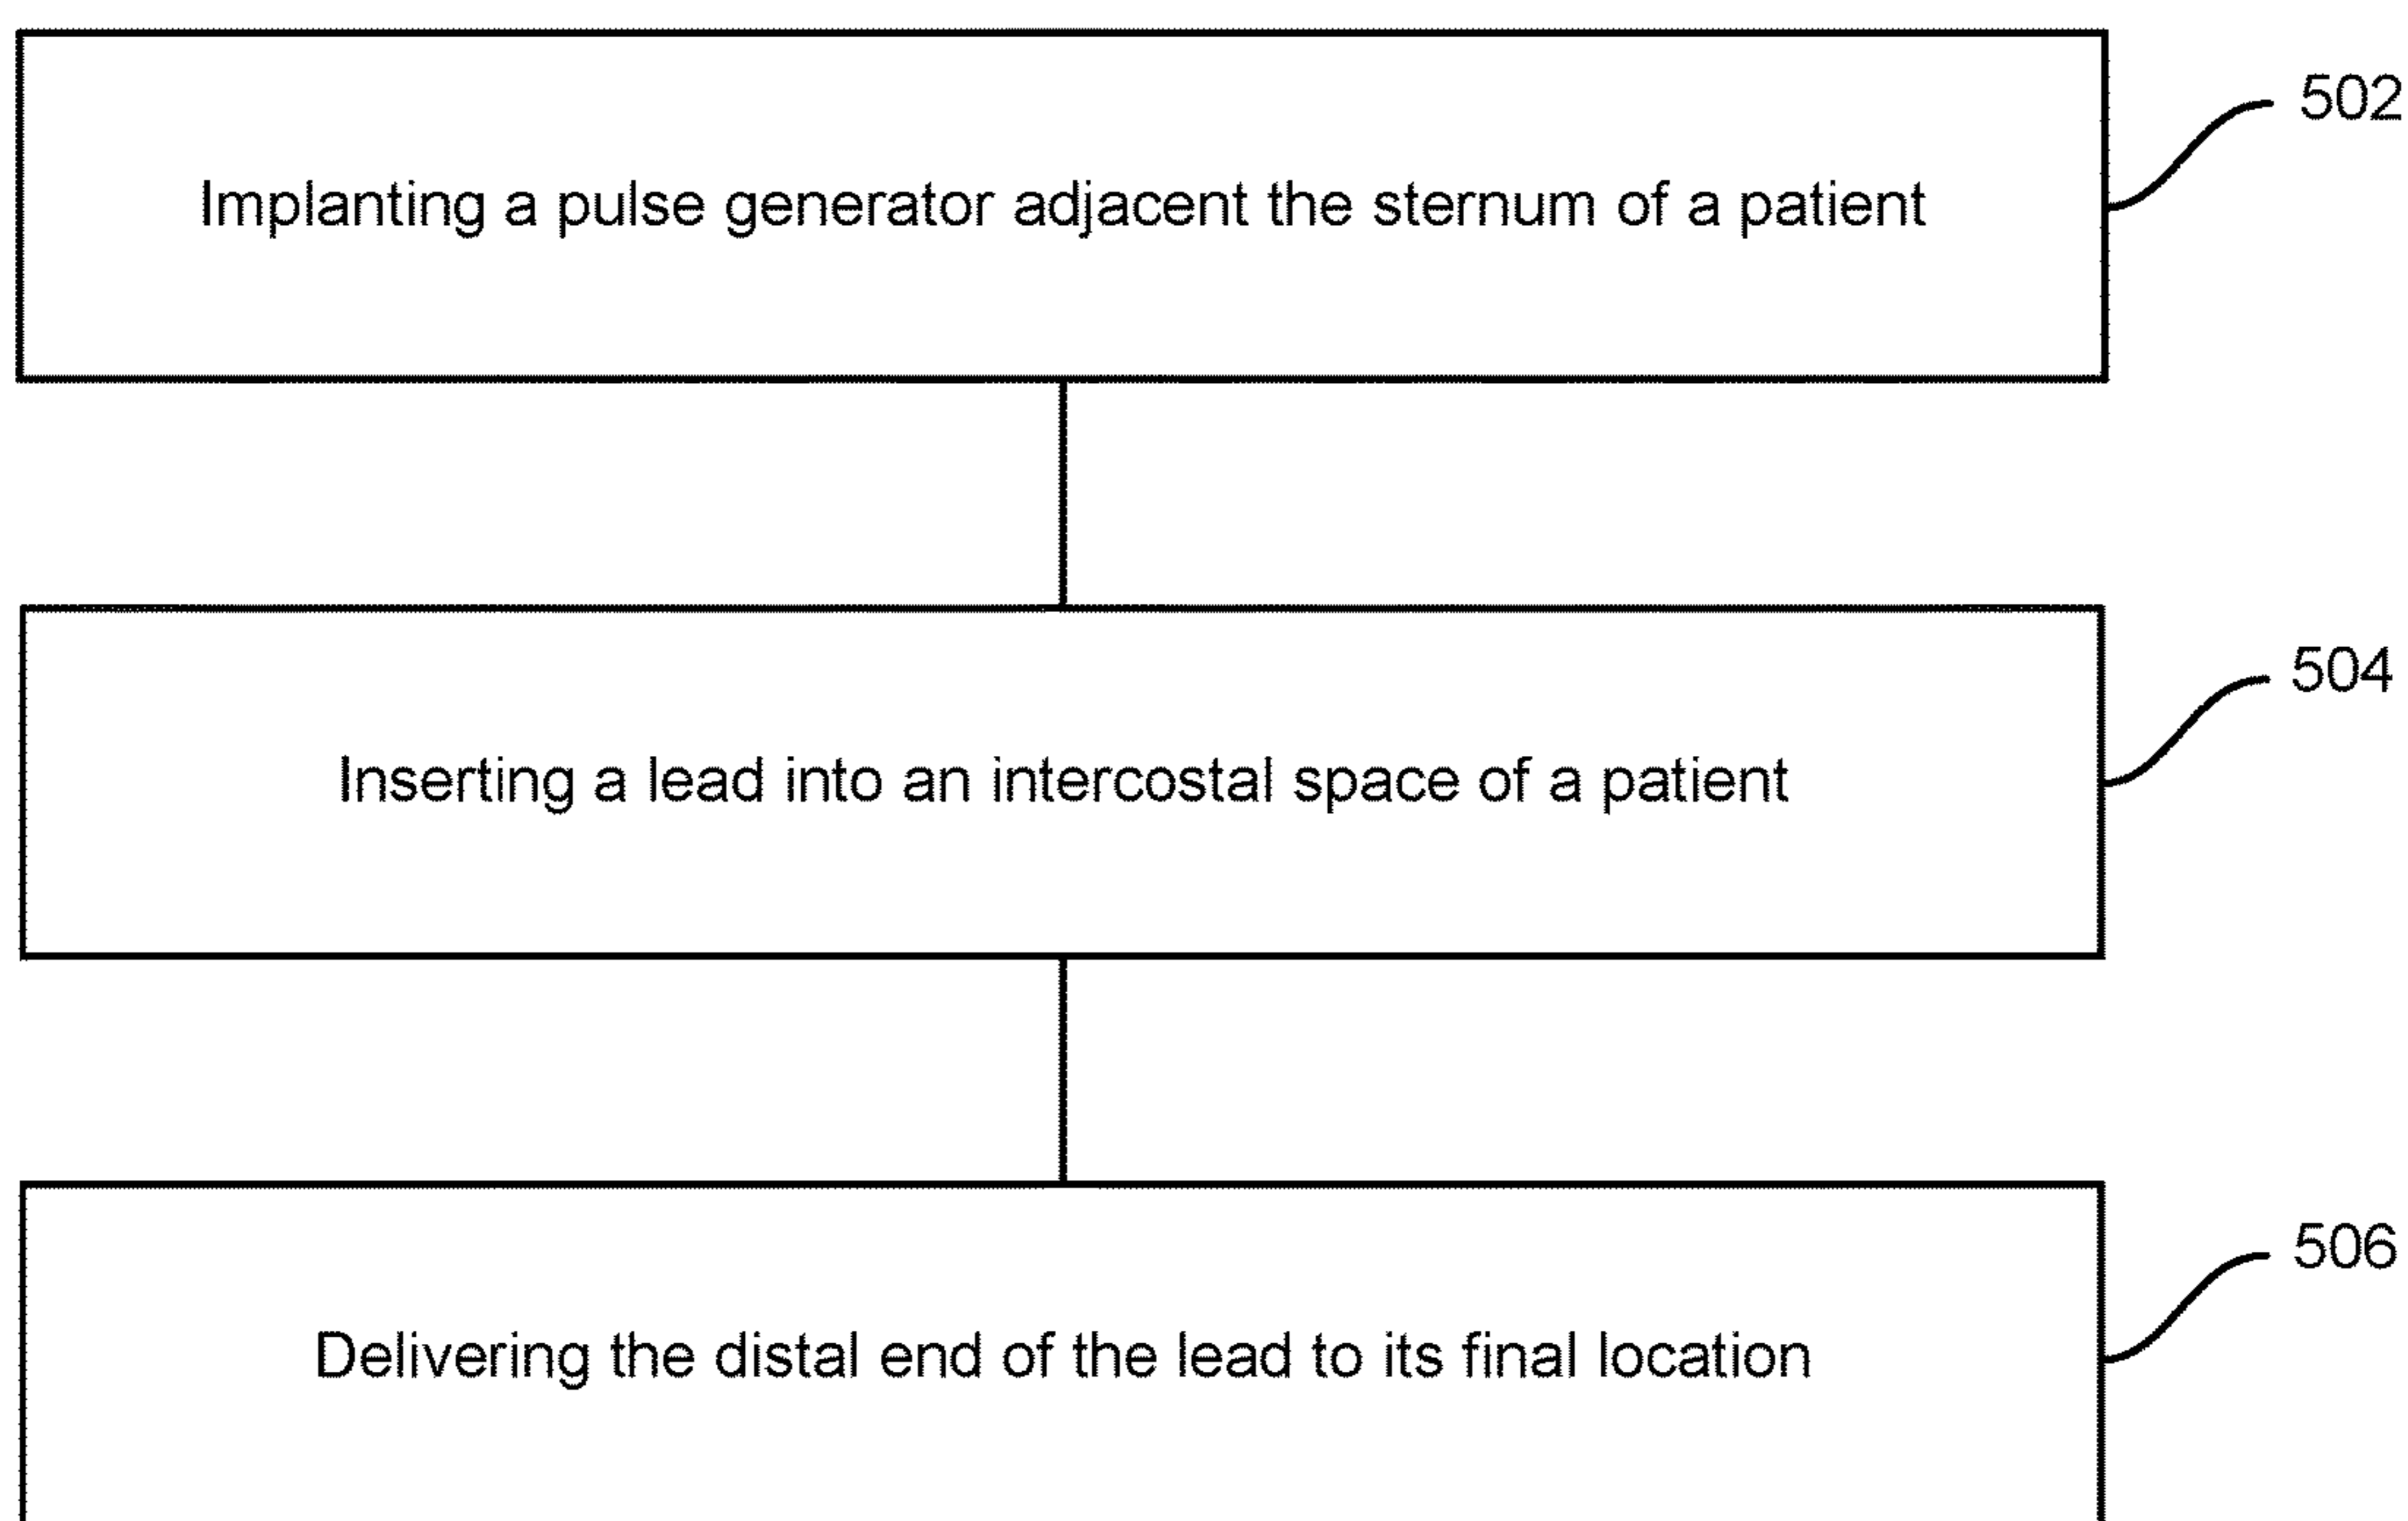 502
Implanting a pulse generator adjacent the sternum of a patient
504
Inserting a lead into an intercostal space of a patient
506
Delivering the distal end of the lead to its final location